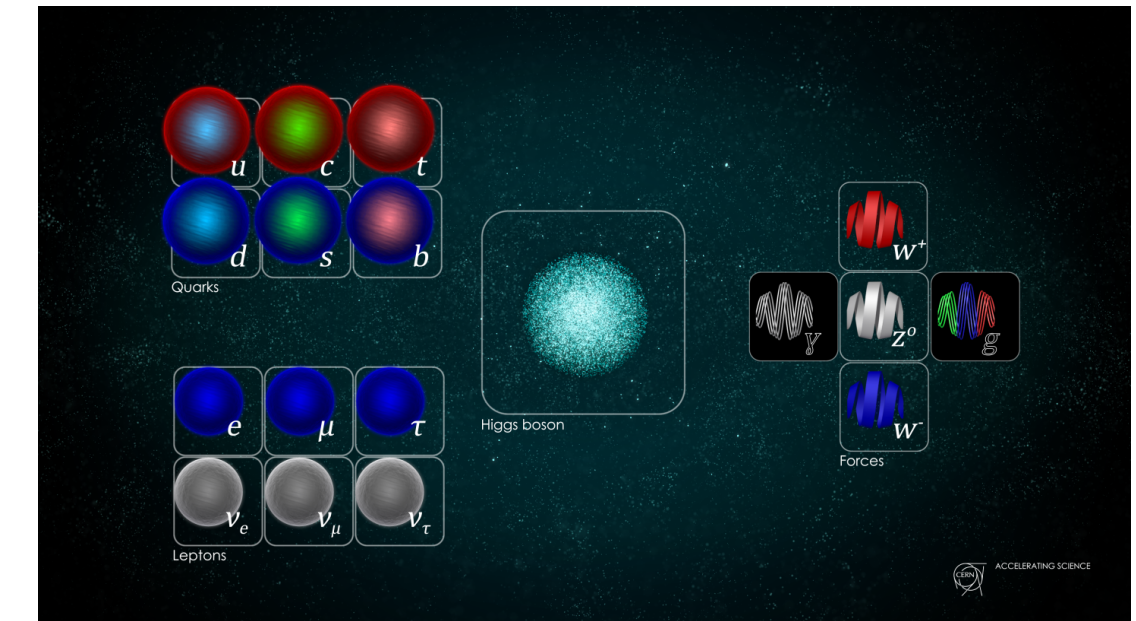 u c t
d s b
Quarks
e μ τ
νe νμ ντ
Leptons
Higgs boson
W+
γ Z0 g
W-
Forces
CERN
ACCELERATING SCIENCE